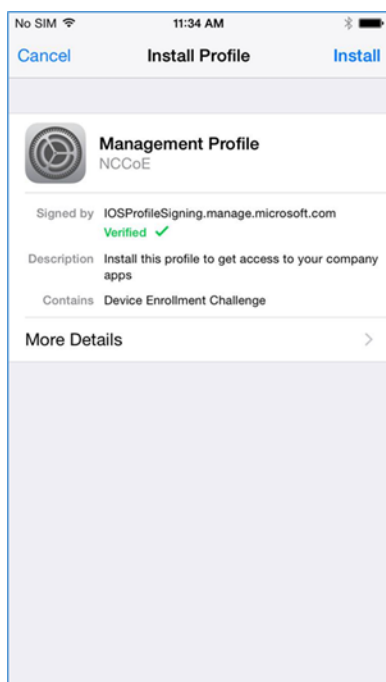 No SIM 11:34 AM
Cancel Install Profile Install
Management Profile
NCCoE
Signed by IOSProfileSigning.manage.microsoft.com
Verified ✓
Description Install this profile to get access to your company
apps
Contains Device Enrollment Challenge
More Details